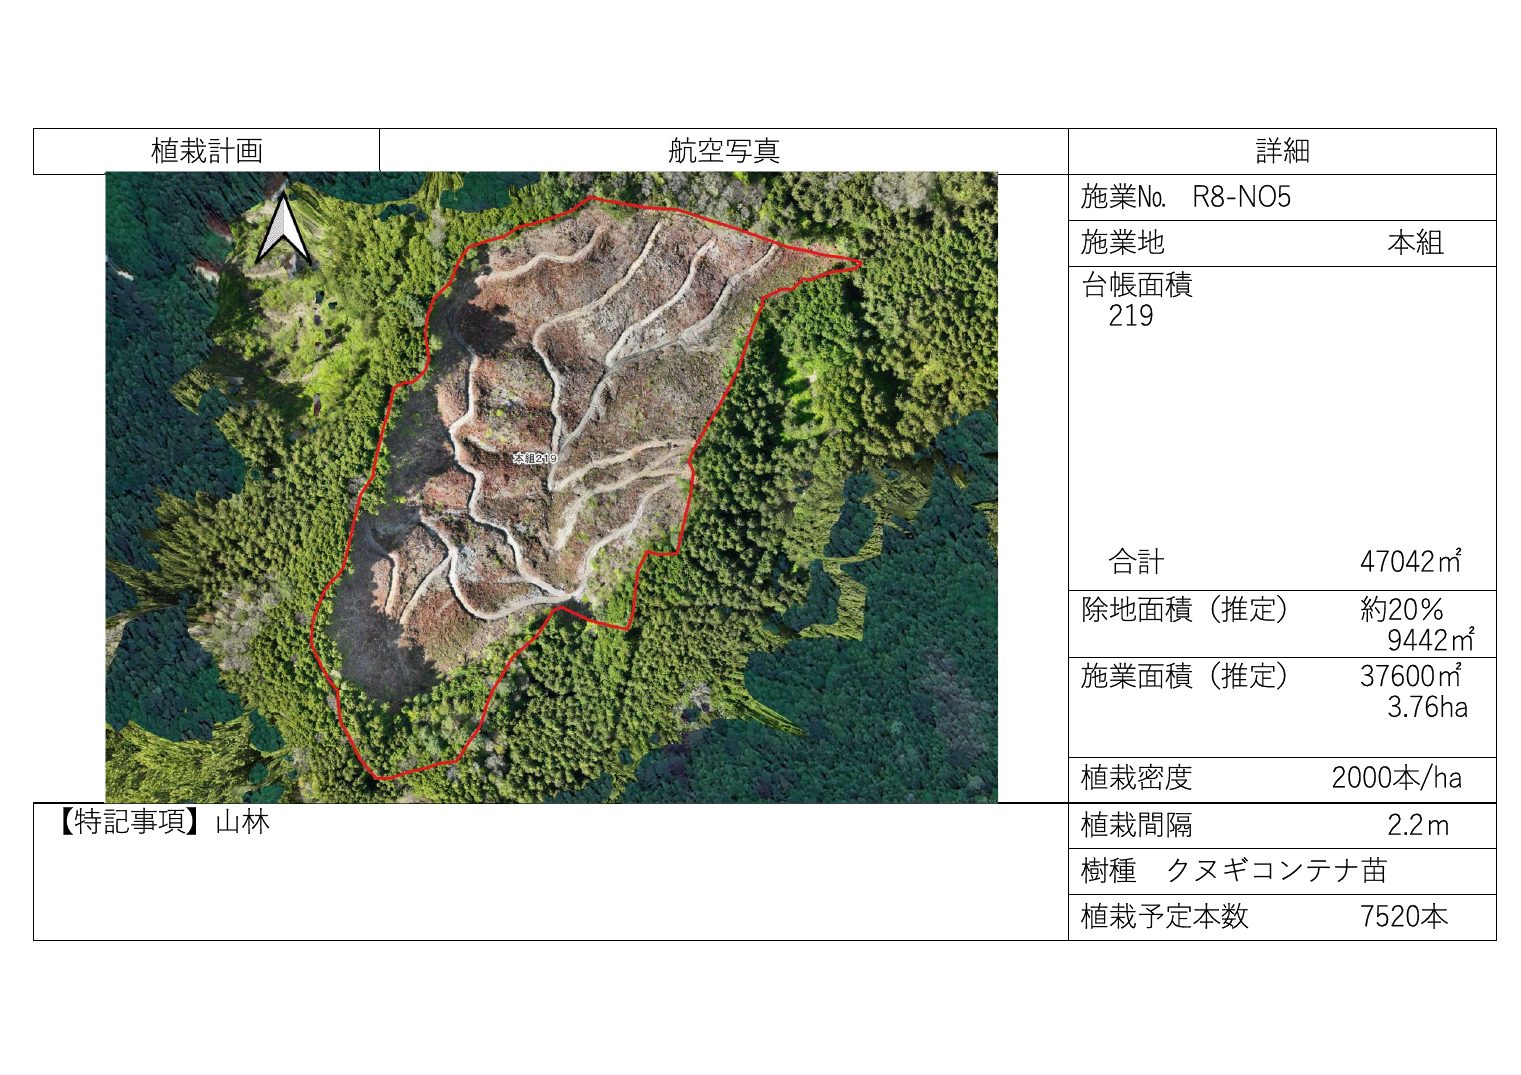 植栽計画
航空写真
詳細
施業№　R8-NO5
施業地　本組
台帳面積
219
合計　47042㎡
除地面積（推定）　約20％
9442㎡
施業面積（推定）　37600㎡
3.76ha
植栽密度　2000本/ha
本組219
【特記事項】山林
植栽間隔　2.2ｍ
樹種　クヌギコンテナ苗
植栽予定本数　7520本